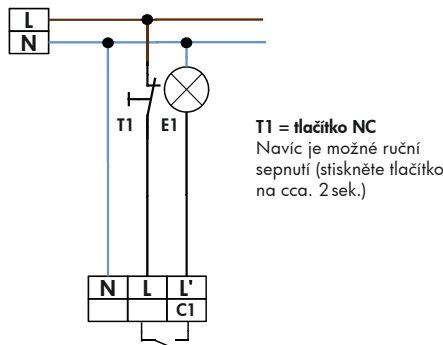 L
N
T1 E1
T1 = tlačítko NC
Navíc je možné ruční
sepnutí (stiskněte tlačítko
na cca. 2 sek.)
N L L'
C1